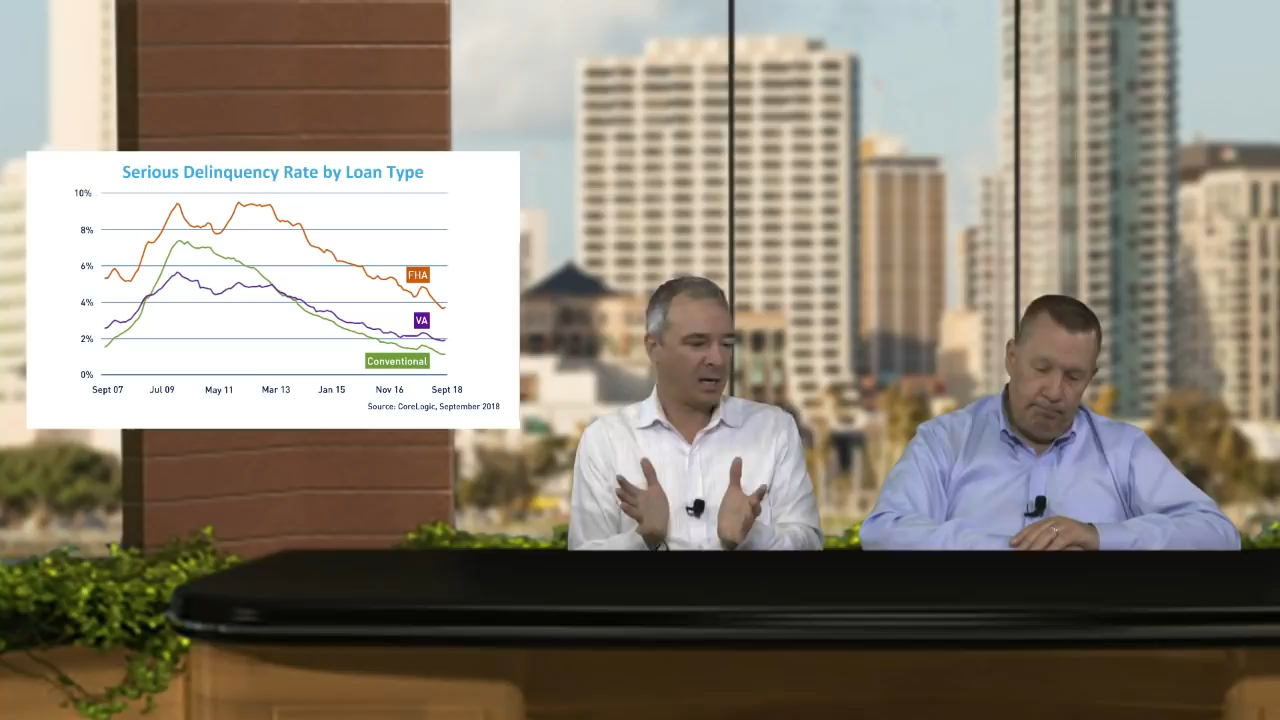 Serious Delinquency Rate by Loan Type
10%
8%
6%
4%
2%
0%
FHA
VA
Conventional
Sept 07 Jul 09 May 11 Mar 13 Jan 15 Nov 16 Sept 18
Source: CoreLogic, September 2018